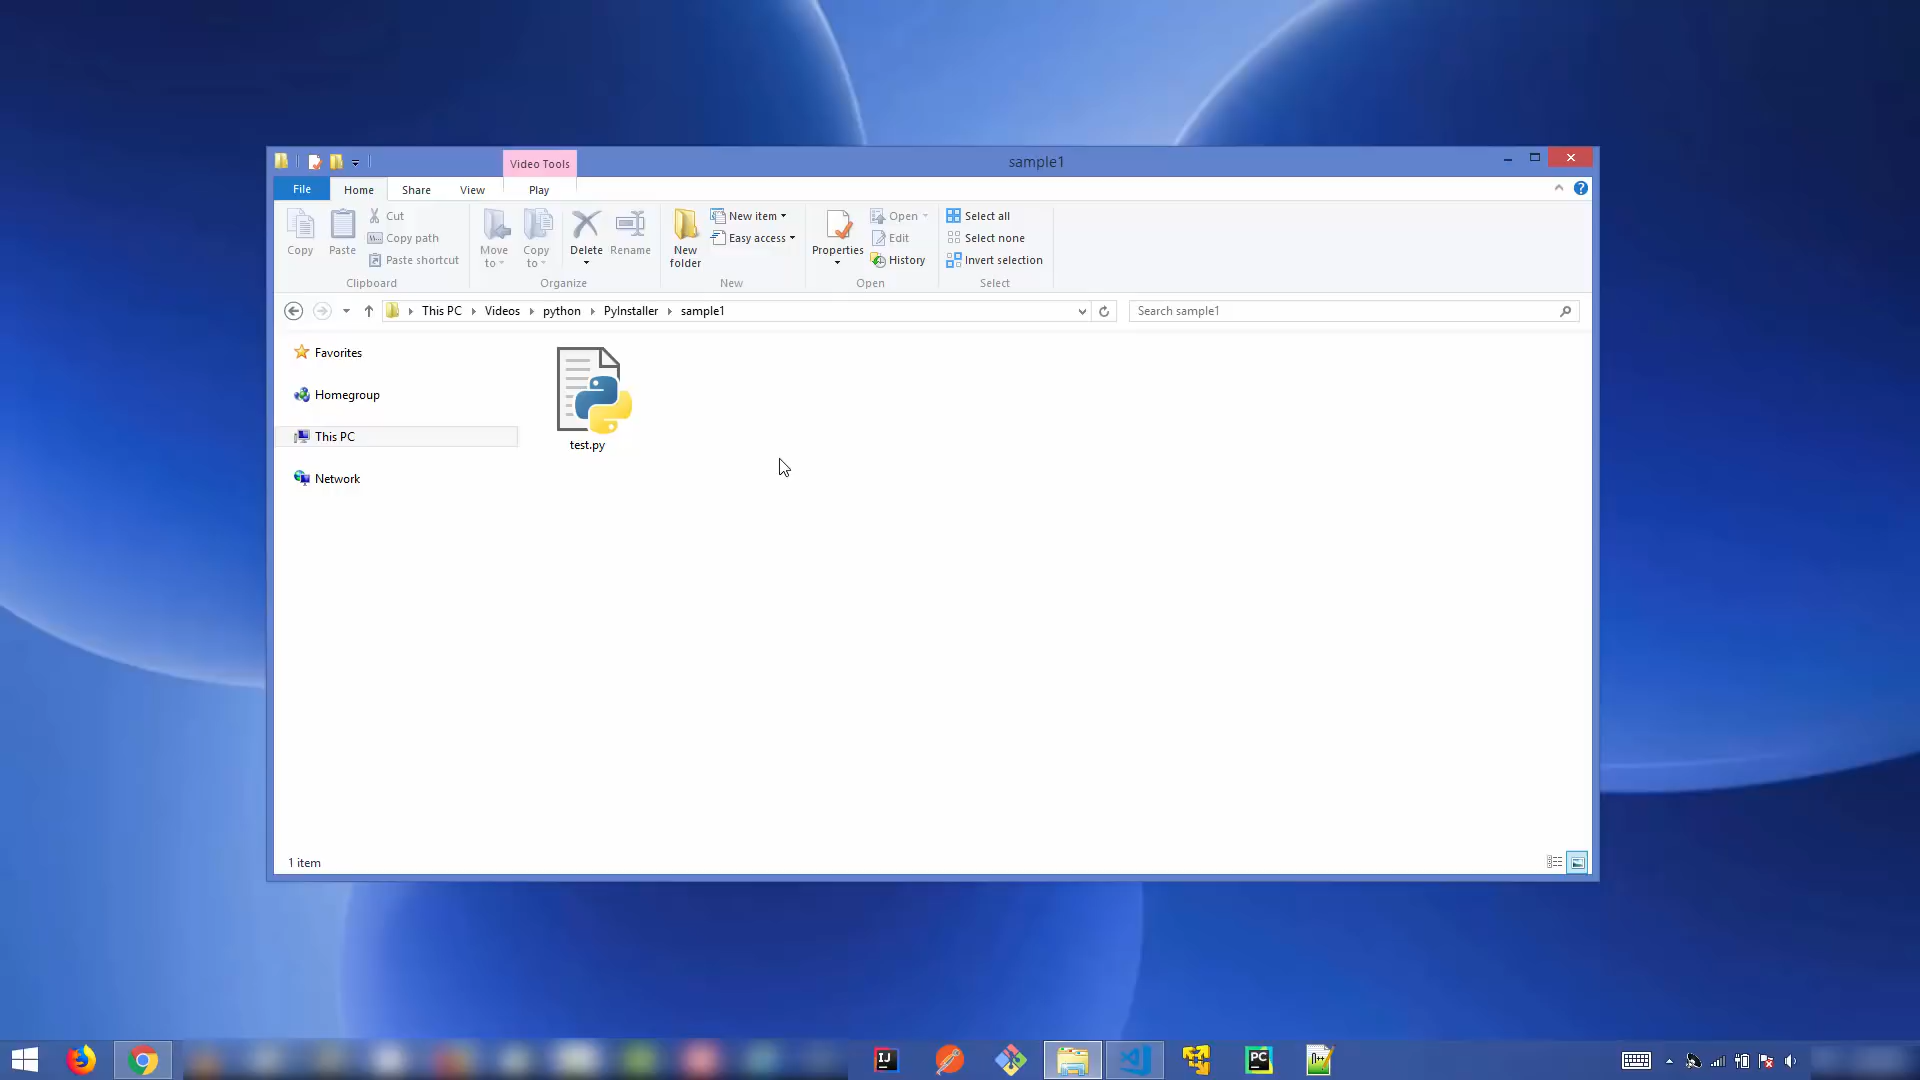 Video Tools
sample1
File
Home
Share
View
Play
Copy
Paste
Cut
Copy path
Paste shortcut
Clipboard
Move
to
Copy
to
Delete
Rename
Organize
New
folder
New item
Easy access
New
Properties
Open
Edit
History
Open
Select all
Select none
Invert selection
Select
This PC
Videos
python
PyInstaller
sample1
Search sample1
Favorites
Homegroup
This PC
Network
test.py
1 item
IJ
PC